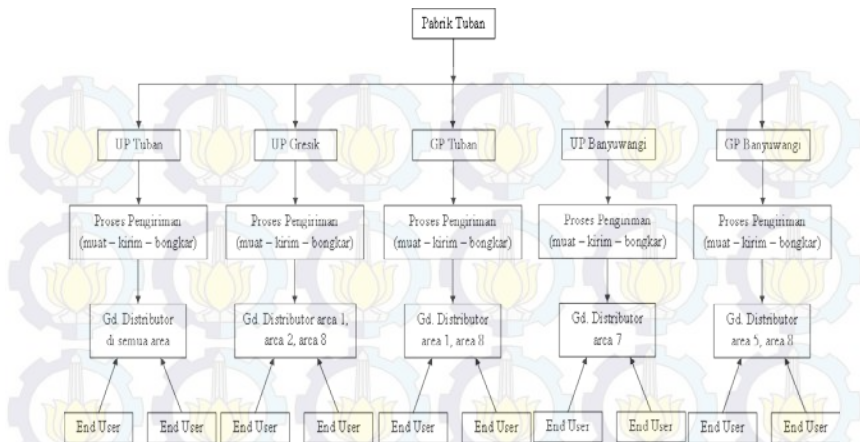 Pabrik Tuban
UP Tuban
UP Gresik
GP Tuban
UP Banyuwangi
GP Banyuwangi
Proses Pengiriman
(muat – kirim – bongkar)
Proses Pengiriman
(muat – kirim – bongkar)
Proses Pengiriman
(muat – kirim – bongkar)
Proses Pengiriman
(muat – kirim – bongkar)
Proses Pengiriman
(muat – kirim – bongkar)
Gd. Distributor
di semua area
Gd. Distributor area 1,
area 2, area 8
Gd. Distributor
area 1, area 8
Gd. Distributor
area 7
Gd. Distributor
area 5, area 8
End User
End User
End User
End User
End User
End User
End User
End User
End User
End User